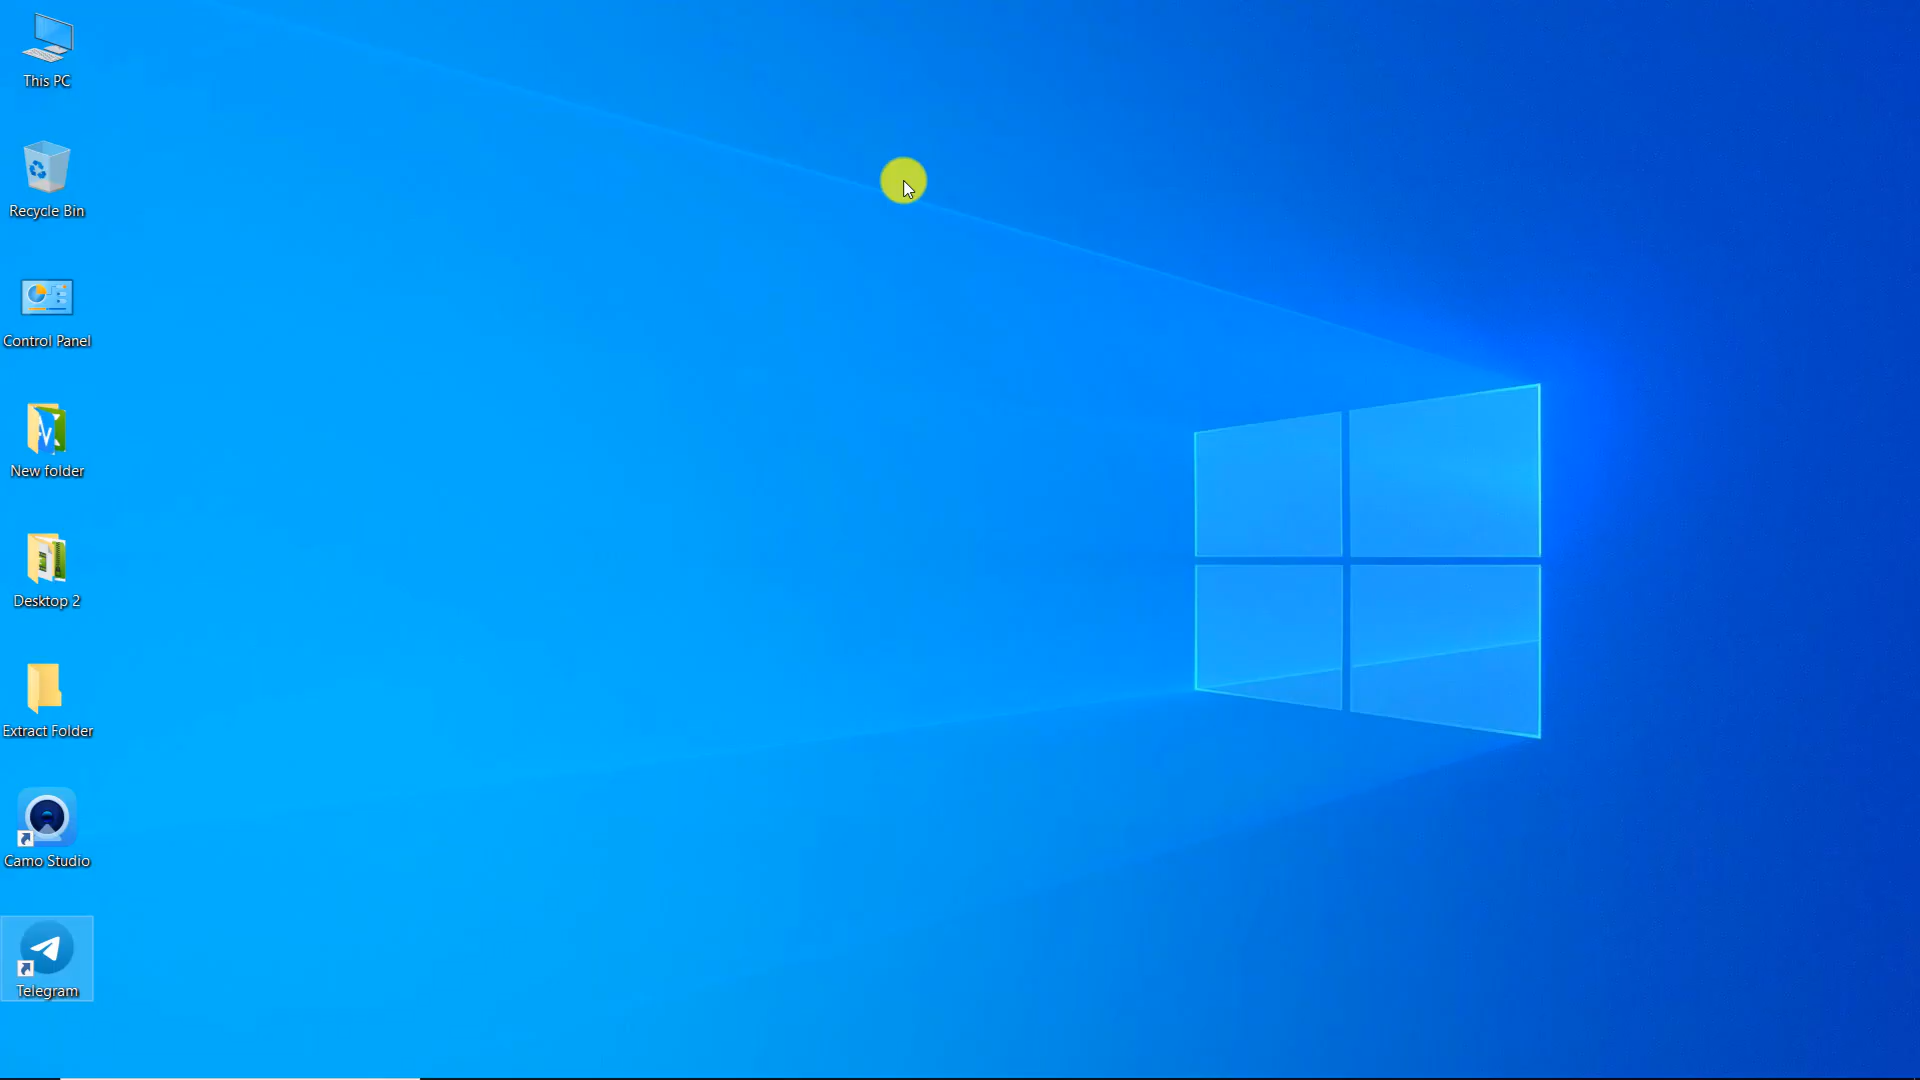 This PC
Recycle Bin
Control Panel
New folder
Desktop 2
Extract Folder
Camo Studio
Telegram